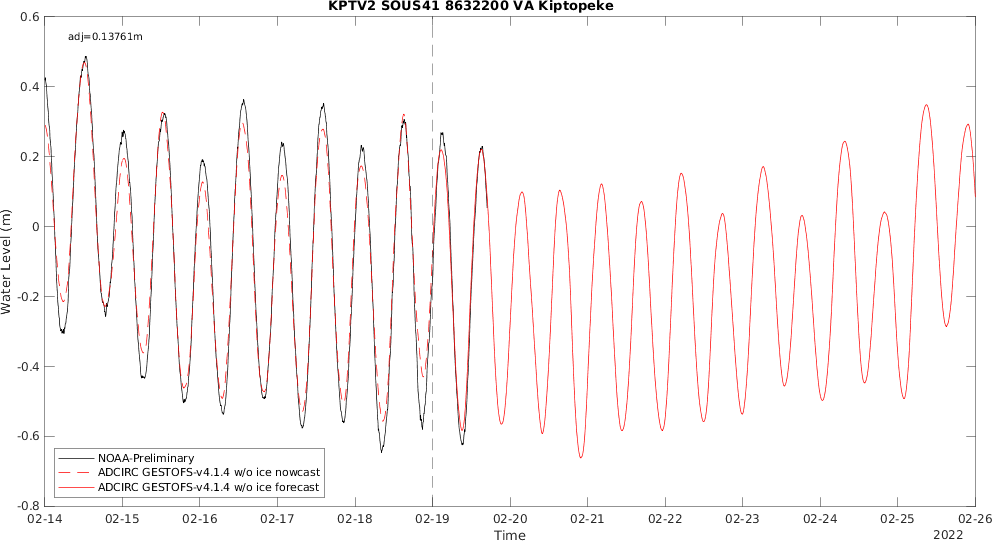 KPTV2 SOUS41 8632200 VA Kiptopeke
adj=0.13761m
0.6
0.4
0.2
0
-0.2
-0.4
-0.6
-0.8
Water Level (m)
NOAA-Preliminary
ADCIRC GESTOFS-v4.1.4 w/o ice nowcast
ADCIRC GESTOFS-v4.1.4 w/o ice forecast
02-14 02-15 02-16 02-17 02-18 02-19 02-20 02-21 02-22 02-23 02-24 02-25 02-26
Time
2022